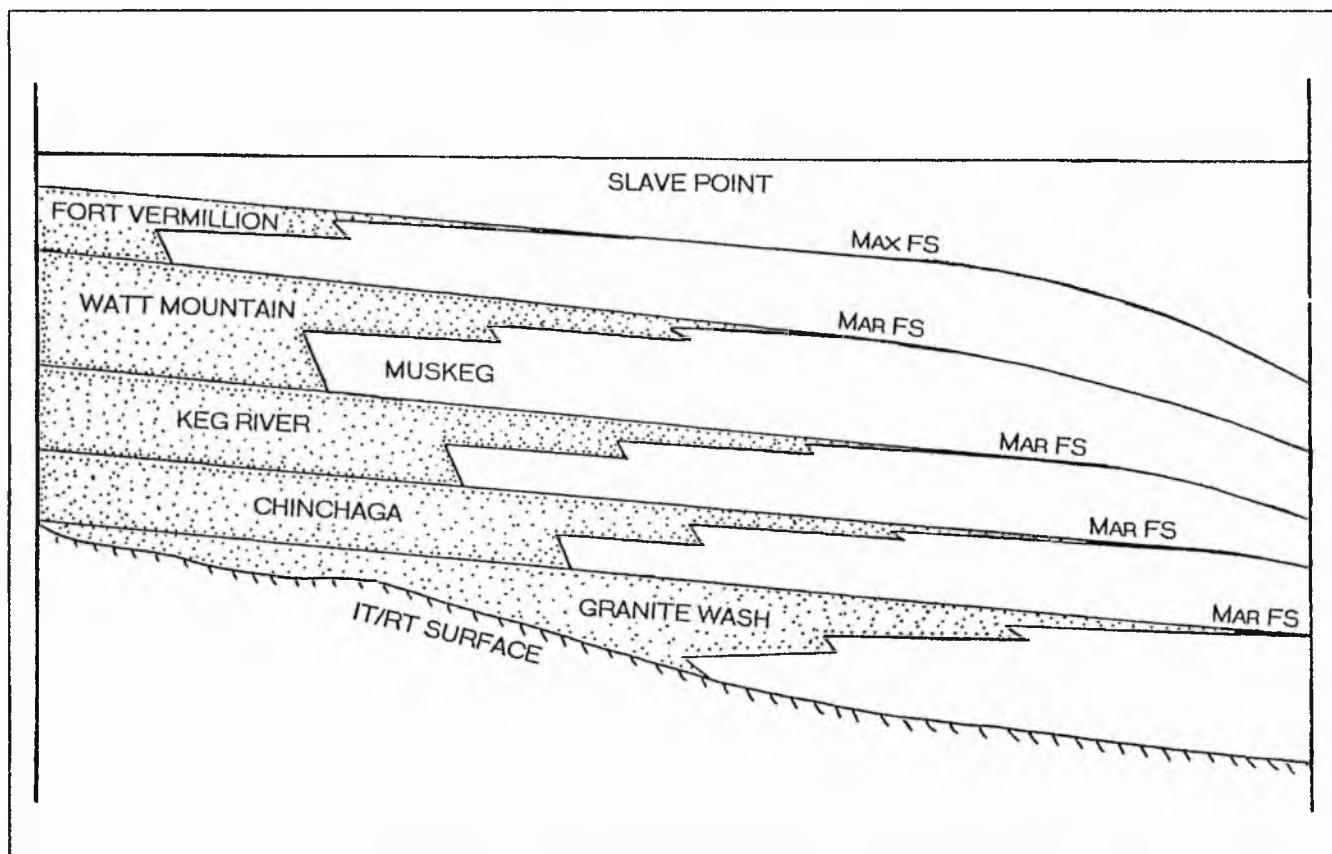 SLAVE POINT
FORT VERMILLION
MAX FS
WATT MOUNTAIN
MAR FS
MUSKEG
KEG RIVER
MAR FS
CHINCHAGA
MAR FS
GRANITE WASH
MAR FS
IT/RT SURFACE